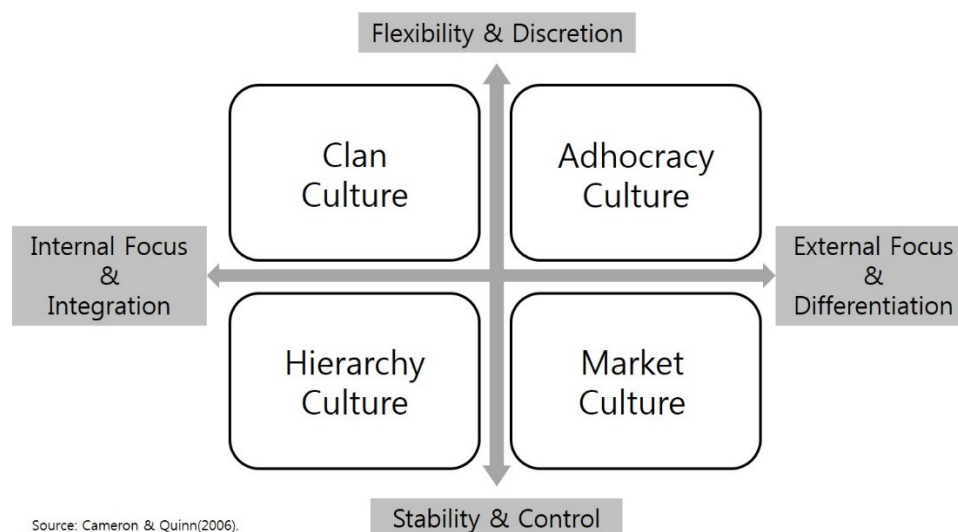 Flexibility & Discretion
Clan
Culture
Adhocracy
Culture
Internal Focus
&
Integration
External Focus
&
Differentiation
Hierarchy
Culture
Market
Culture
Stability & Control
Source: Cameron & Quinn(2006).